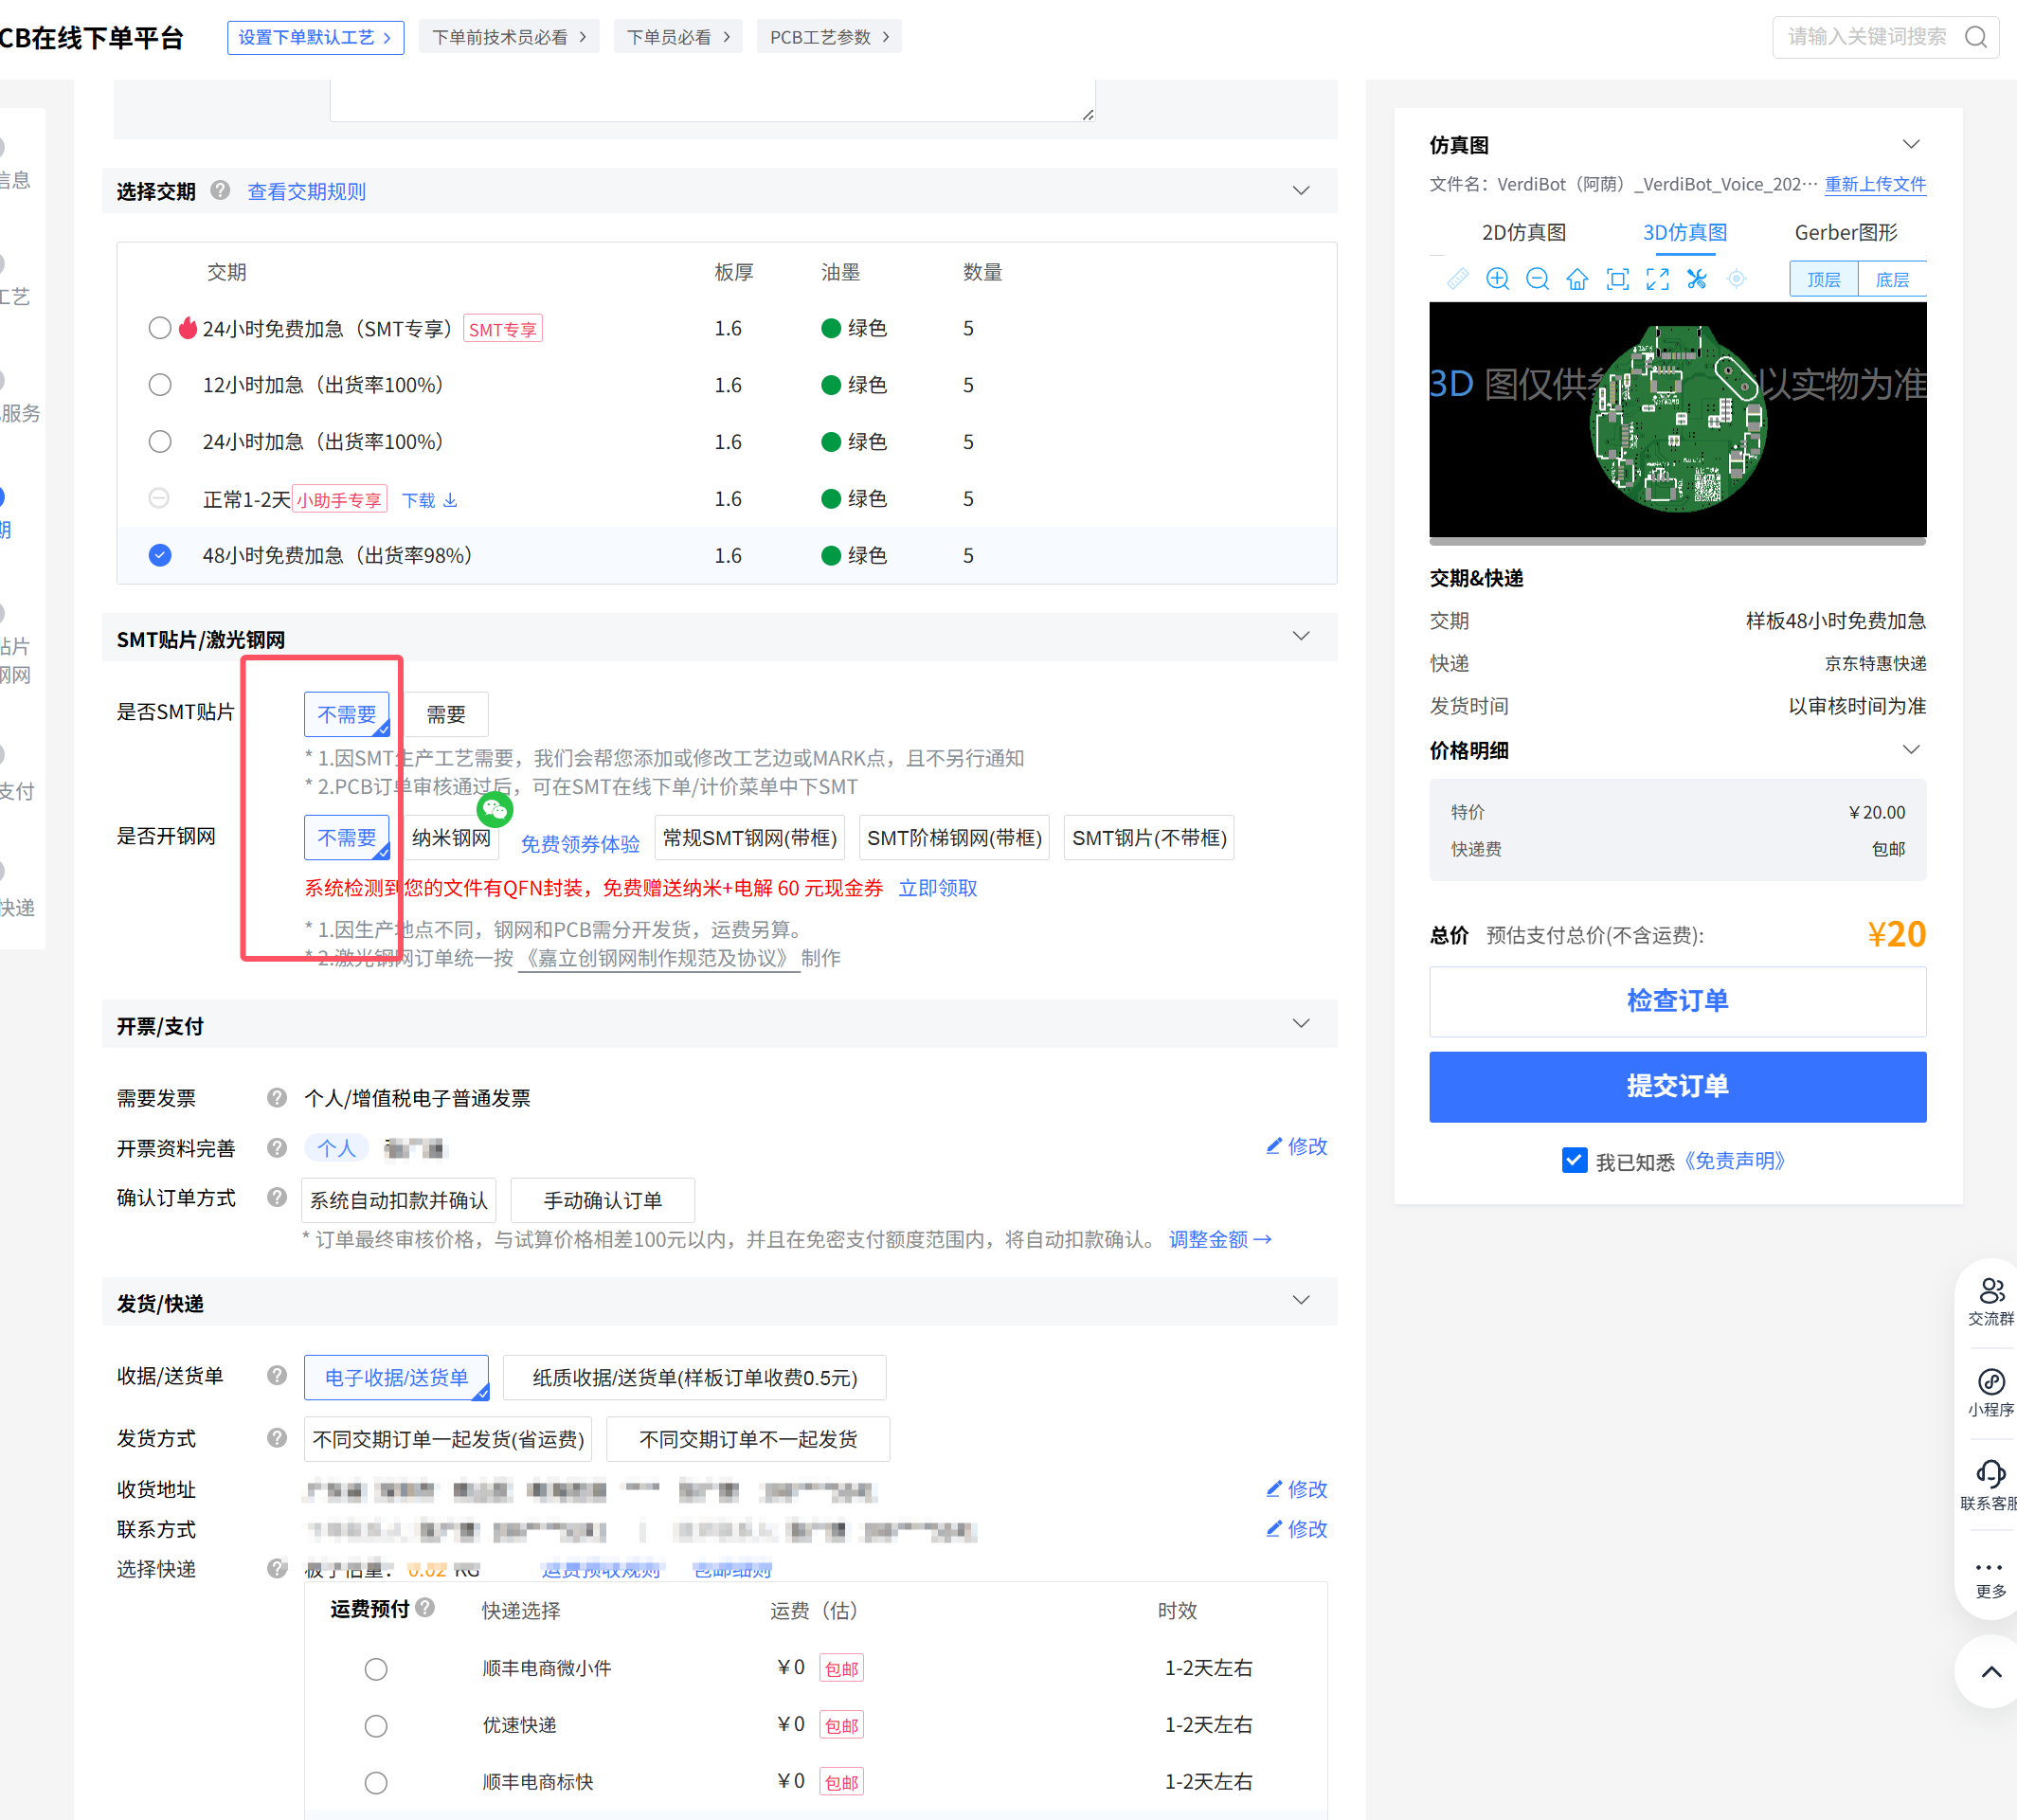 CB在线下单平台
设置下单默认工艺 >
下单前技术员必看 >
下单员必看 >
PCB工艺参数 >
请输入关键词搜索
信息
工艺
服务
期
贴片
钢网
支付
快递
选择交期 ? 查看交期规则
交期 板厚 油墨 数量
24小时免费加急（SMT专享） SMT专享 1.6 绿色 5
12小时加急（出货率100%） 1.6 绿色 5
24小时加急（出货率100%） 1.6 绿色 5
正常1-2天 小助手专享 下载 1.6 绿色 5
48小时免费加急（出货率98%） 1.6 绿色 5
SMT贴片/激光钢网
是否SMT贴片 不需要 需要
* 1.因SMT生产工艺需要，我们会帮您添加或修改工艺边或MARK点，且不另行通知
* 2.PCB订单审核通过后，可在SMT在线下单/计价菜单中下SMT
是否开钢网 不需要 纳米钢网 免费领券体验 常规SMT钢网(带框) SMT阶梯钢网(带框) SMT钢片(不带框)
系统检测到您的文件有QFN封装，免费赠送纳米+电解 60 元现金券 立即领取
* 1.因生产地点不同，钢网和PCB需分开发货，运费另算。
* 2.激光钢网订单统一按《嘉立创钢网制作规范及协议》制作
开票/支付
需要发票 ? 个人/增值税电子普通发票
开票资料完善 ? 个人 修改
确认订单方式 ? 系统自动扣款并确认 手动确认订单
* 订单最终审核价格，与试算价格相差100元以内，并且在免密支付额度范围内，将自动扣款确认。 调整金额→
发货/快递
收据/送货单 ? 电子收据/送货单 纸质收据/送货单(样板订单收费0.5元)
发货方式 ? 不同交期订单一起发货(省运费) 不同交期订单不一起发货
收货地址 修改
联系方式 修改
选择快递 ? 板子估重： 0.02 KG 运费预收规则 包邮细则
运费预付 ? 快递选择 运费（估） 时效
顺丰电商微小件 ￥0 包邮 1-2天左右
优速快递 ￥0 包邮 1-2天左右
顺丰电商标快 ￥0 包邮 1-2天左右
仿真图
文件名：VerdiBot（阿荫）_VerdiBot_Voice_202··· 重新上传文件
2D仿真图 3D仿真图 Gerber图形
顶层 底层
3D 图仅供参 以实物为准
交期&快递
交期 样板48小时免费加急
快递 京东特惠快递
发货时间 以审核时间为准
价格明细
特价 ￥20.00
快递费 包邮
总价 预估支付总价(不含运费): ¥20
检查订单
提交订单
我已知悉《免责声明》
交流群
小程序
联系客服
更多